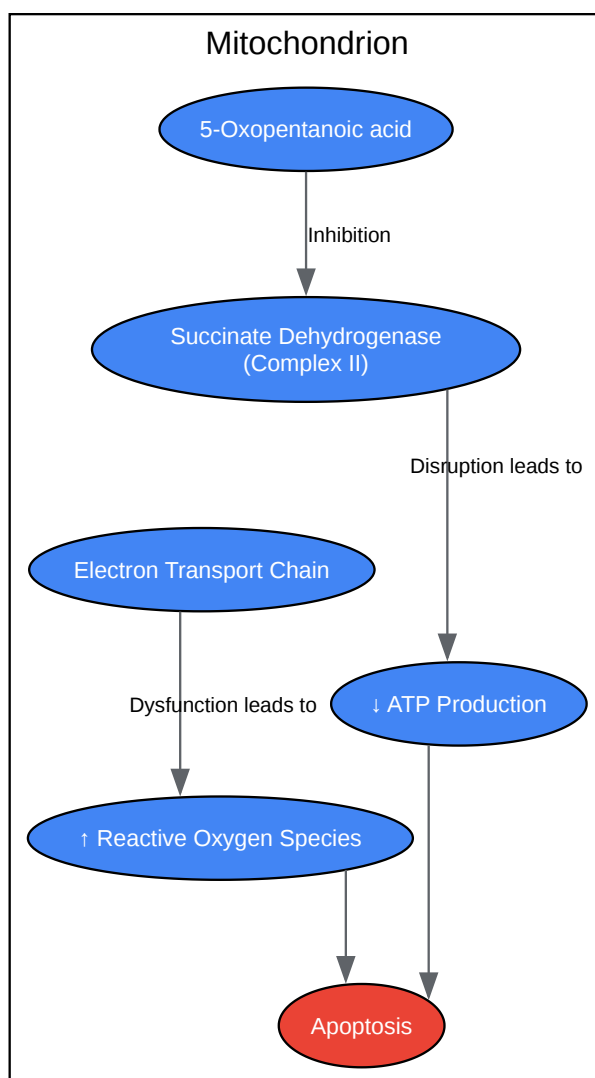 Mitochondrion
5-Oxopentanoic acid
Inhibition
Succinate Dehydrogenase
(Complex II)
Disruption leads to
Electron Transport Chain
Dysfunction leads to
↓ ATP Production
↑ Reactive Oxygen Species
Apoptosis